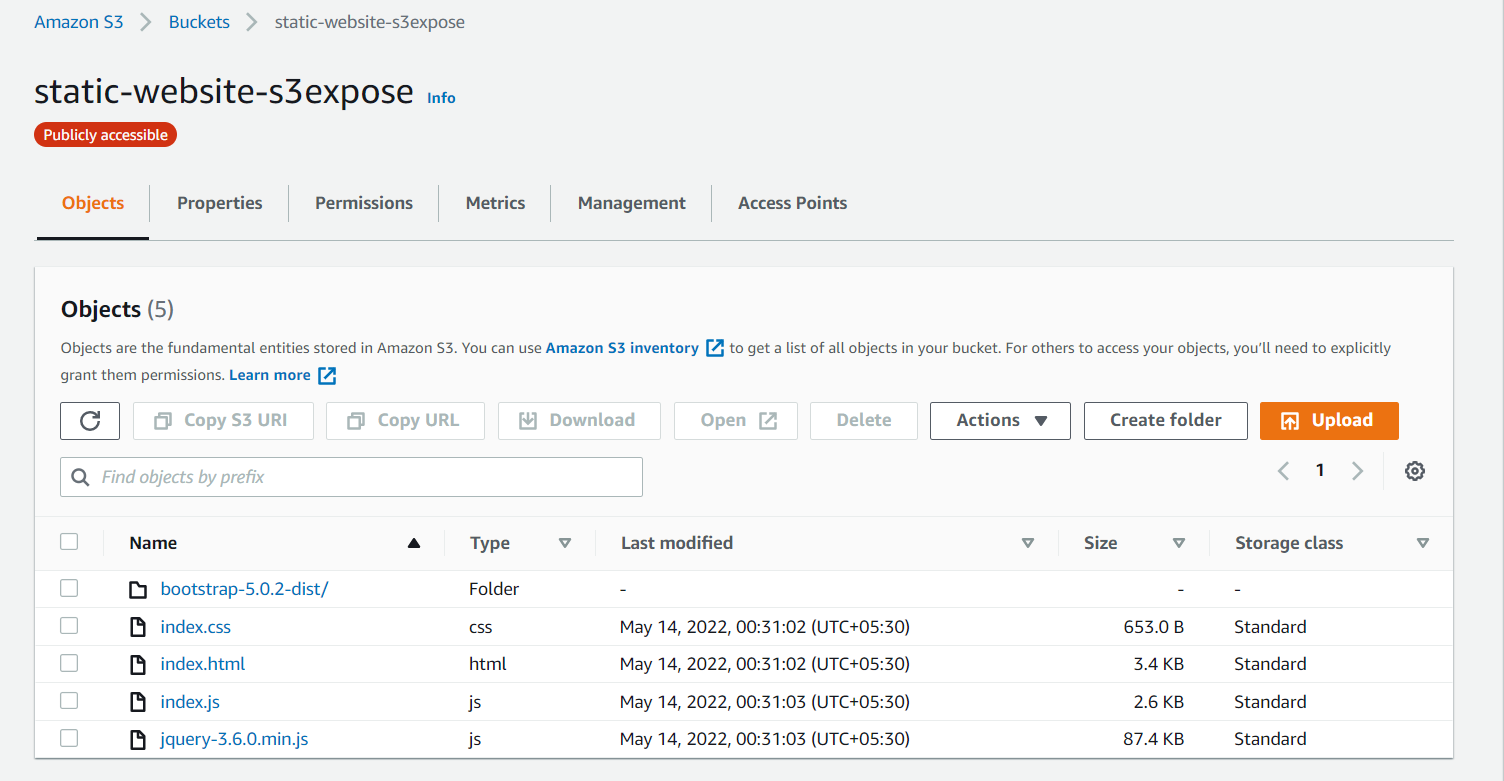 Amazon S3 Buckets static-website-s3expose
static-website-s3expose Info
Publicly accessible
Objects Properties Permissions Metrics Management Access Points
Objects (5)
Objects are the fundamental entities stored in Amazon S3. You can use Amazon S3 inventory to get a list of all objects in your bucket. For others to access your objects, you'll need to explicitly
grant them permissions. Learn more
Copy S3 URI Copy URL Download Open Delete Actions Create folder Upload
Find objects by prefix 1
Name Type Last modified Size Storage class
bootstrap-5.0.2-dist/ Folder - - -
index.css css May 14, 2022, 00:31:02 (UTC+05:30) 653.0 B Standard
index.html html May 14, 2022, 00:31:02 (UTC+05:30) 3.4 KB Standard
index.js js May 14, 2022, 00:31:03 (UTC+05:30) 2.6 KB Standard
jquery-3.6.0.min.js js May 14, 2022, 00:31:03 (UTC+05:30) 87.4 KB Standard